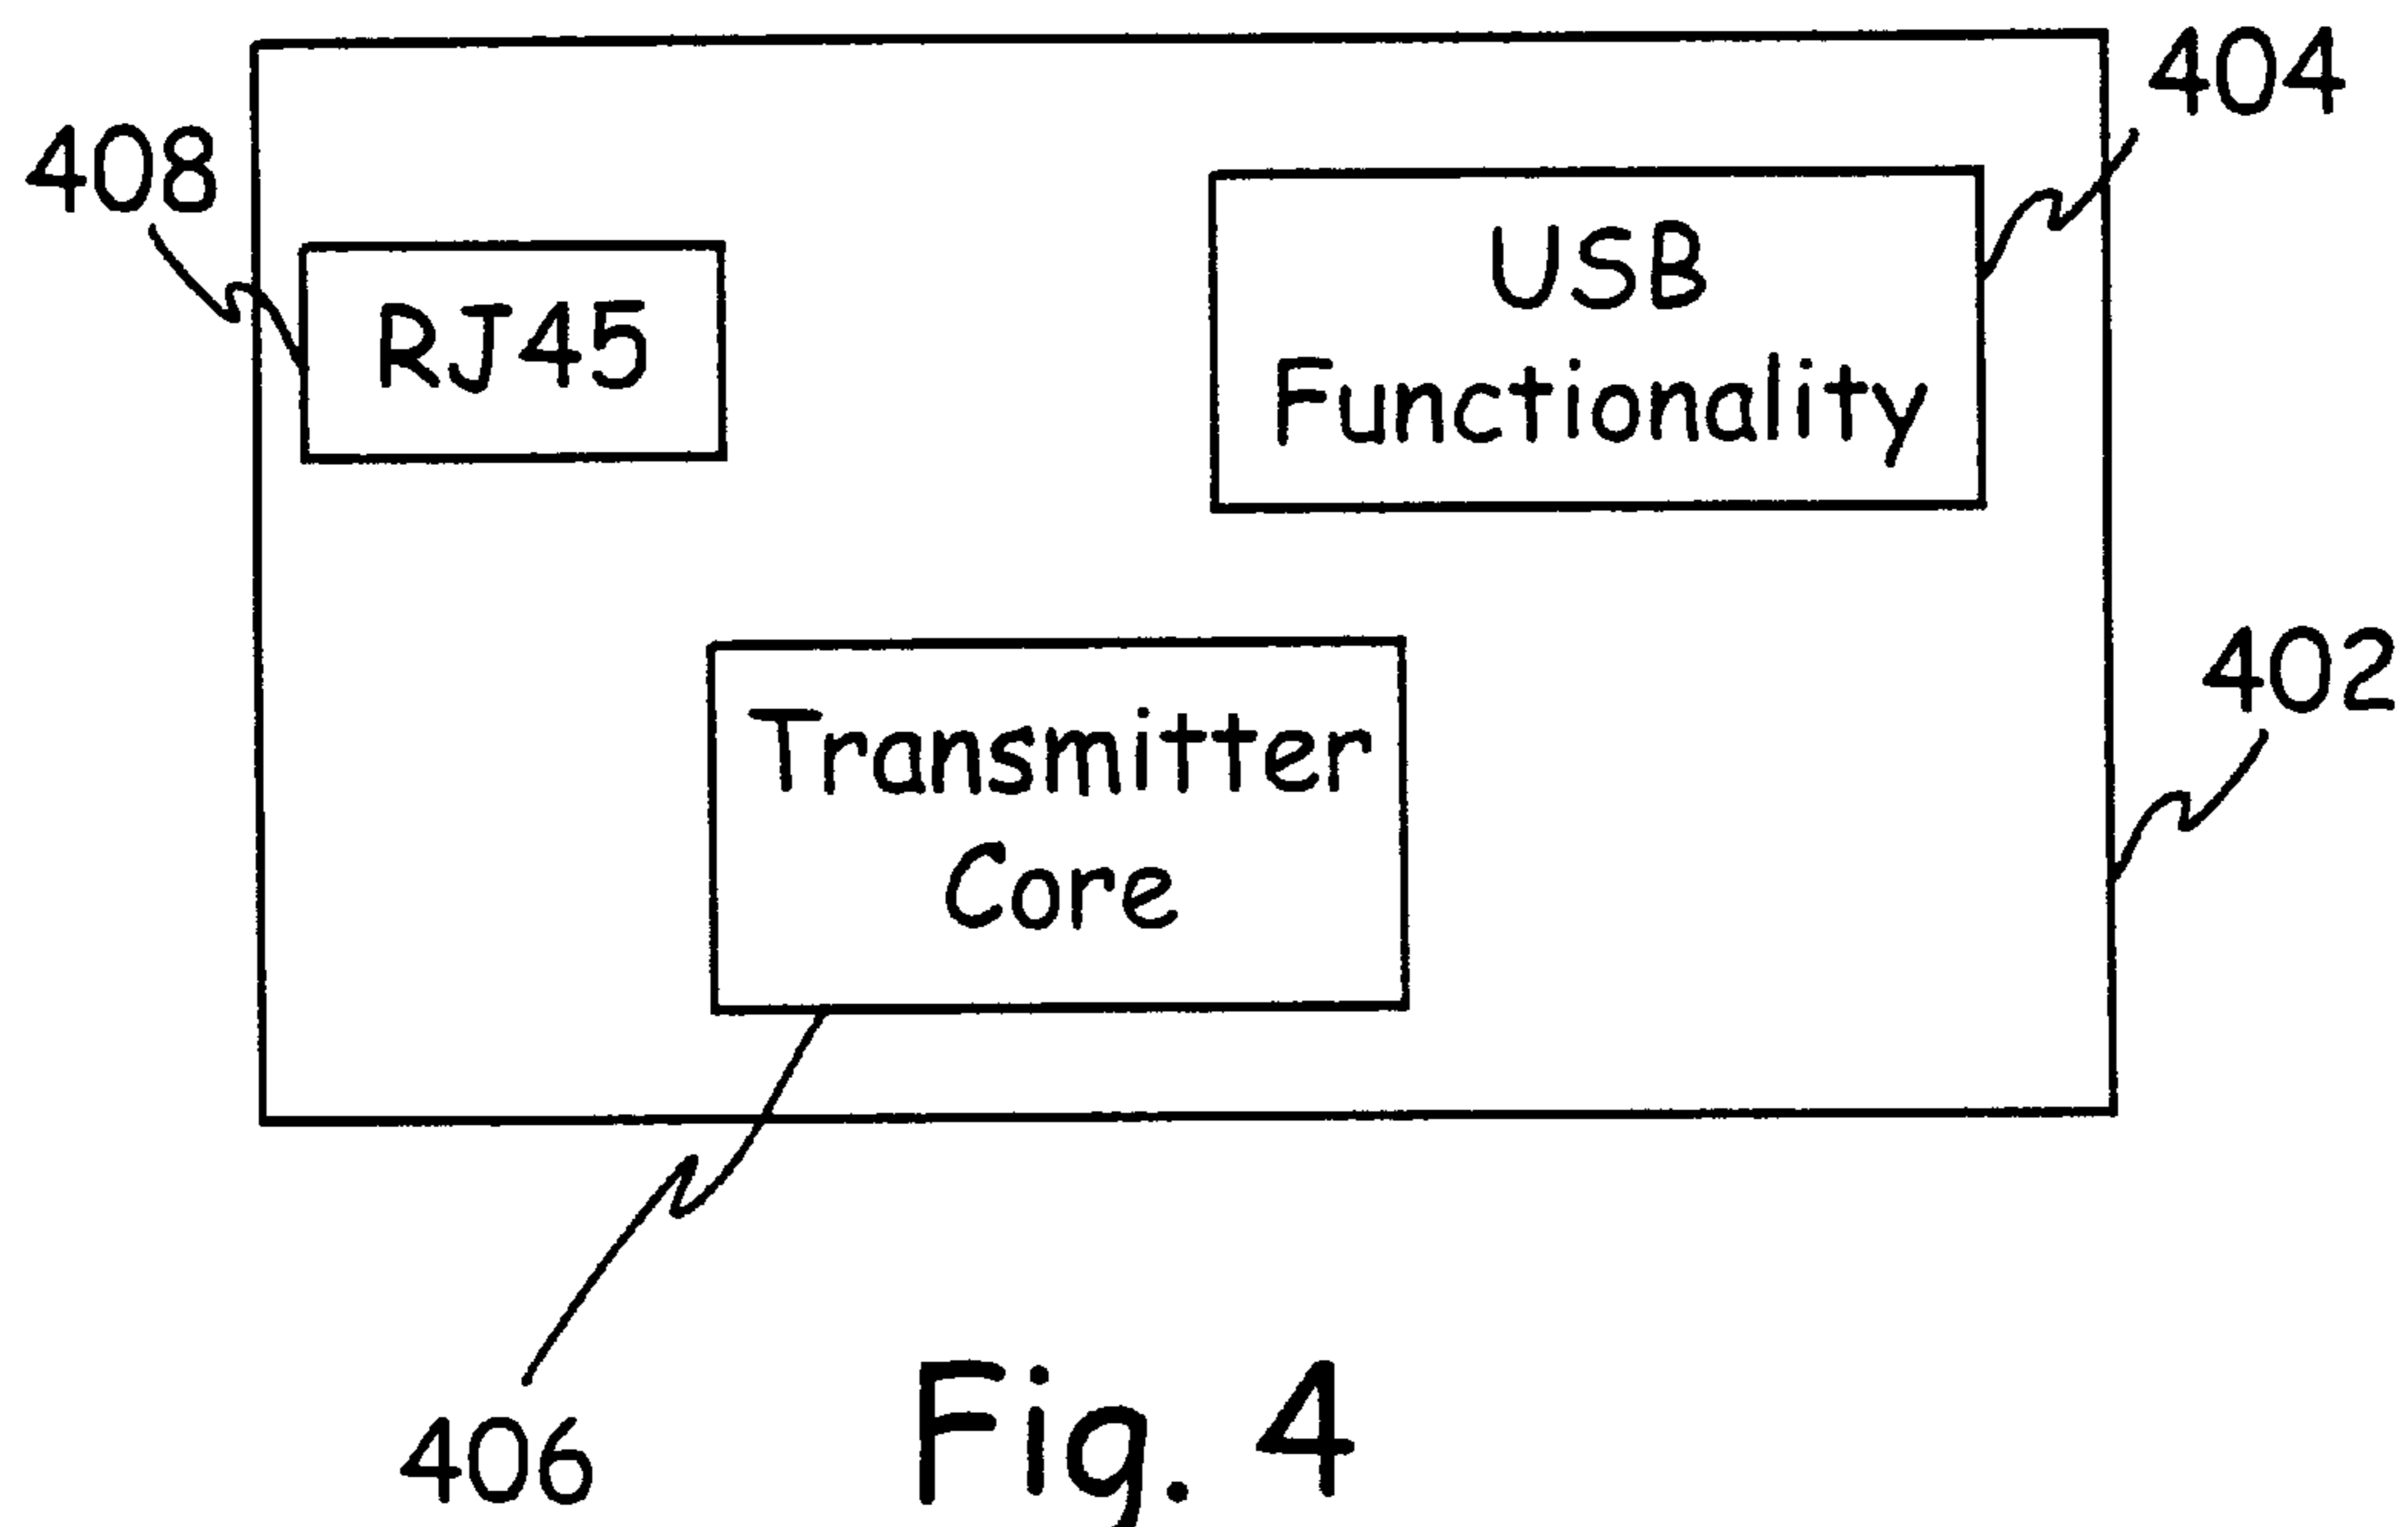 404
408
USB
Functionality
RJ45
402
Transmitter
Core
406
Fig. 4